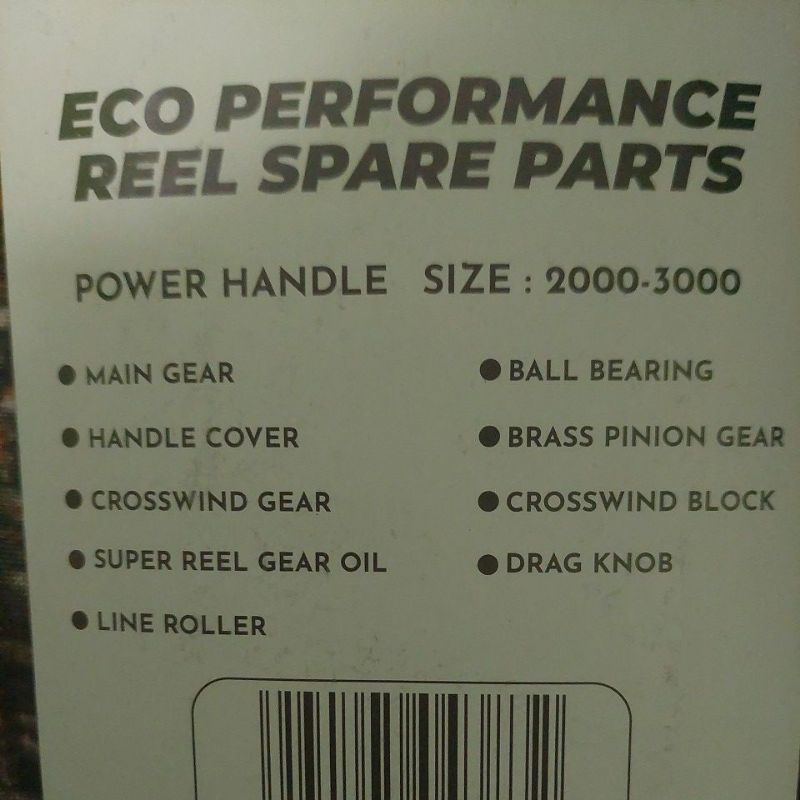 ECO PERFORMANCE
REEL SPARE PARTS
POWER HANDLE SIZE : 2000-3000
● MAIN GEAR
● HANDLE COVER
● CROSSWIND GEAR
● SUPER REEL GEAR OIL
● LINE ROLLER
● BALL BEARING
● BRASS PINION GEAR
● CROSSWIND BLOCK
● DRAG KNOB